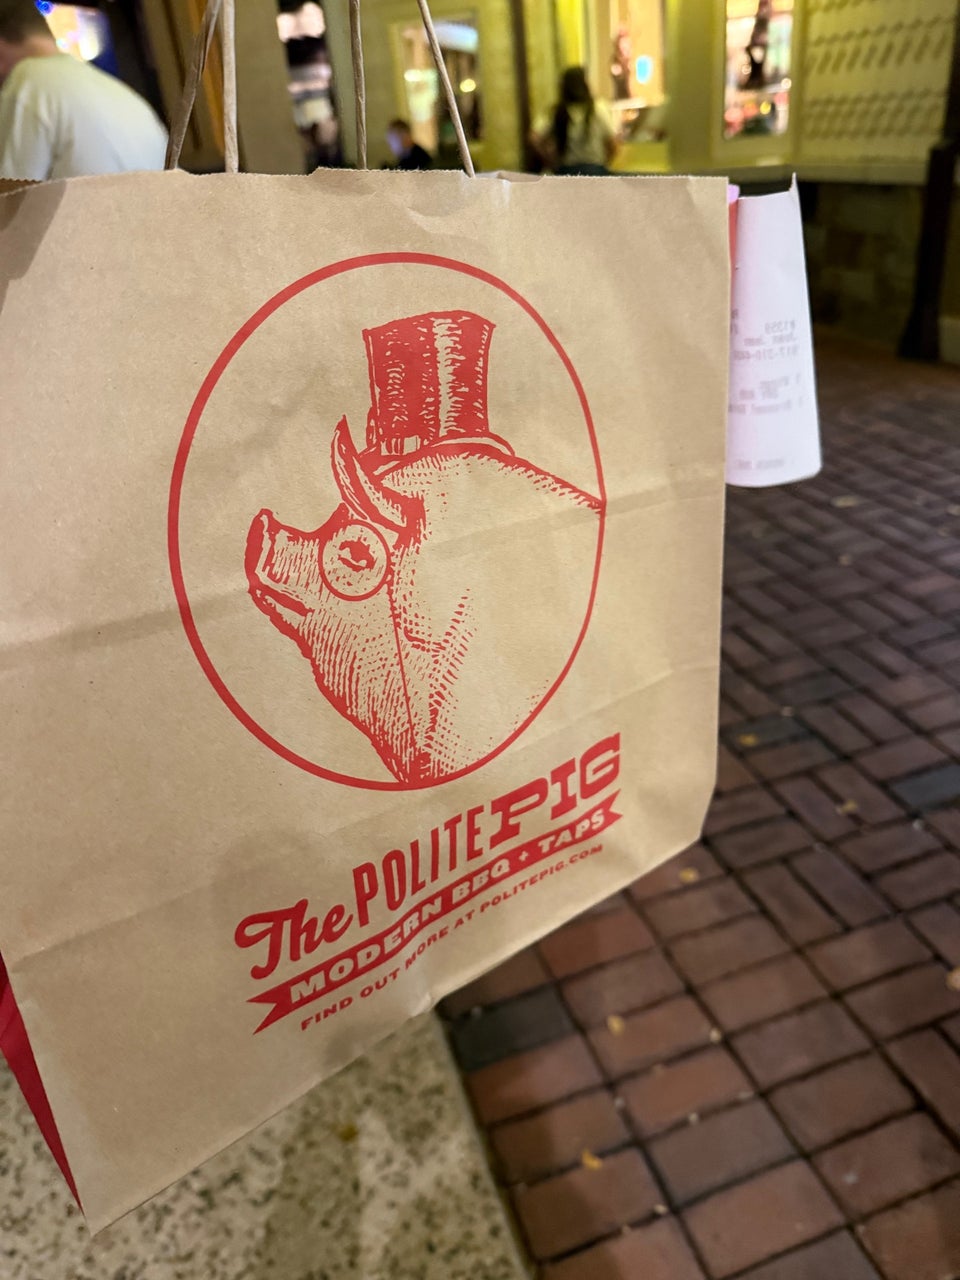 The POLITE PIG
MODERN BBQ + TAPS
FIND OUT MORE AT POLITEPIG.COM